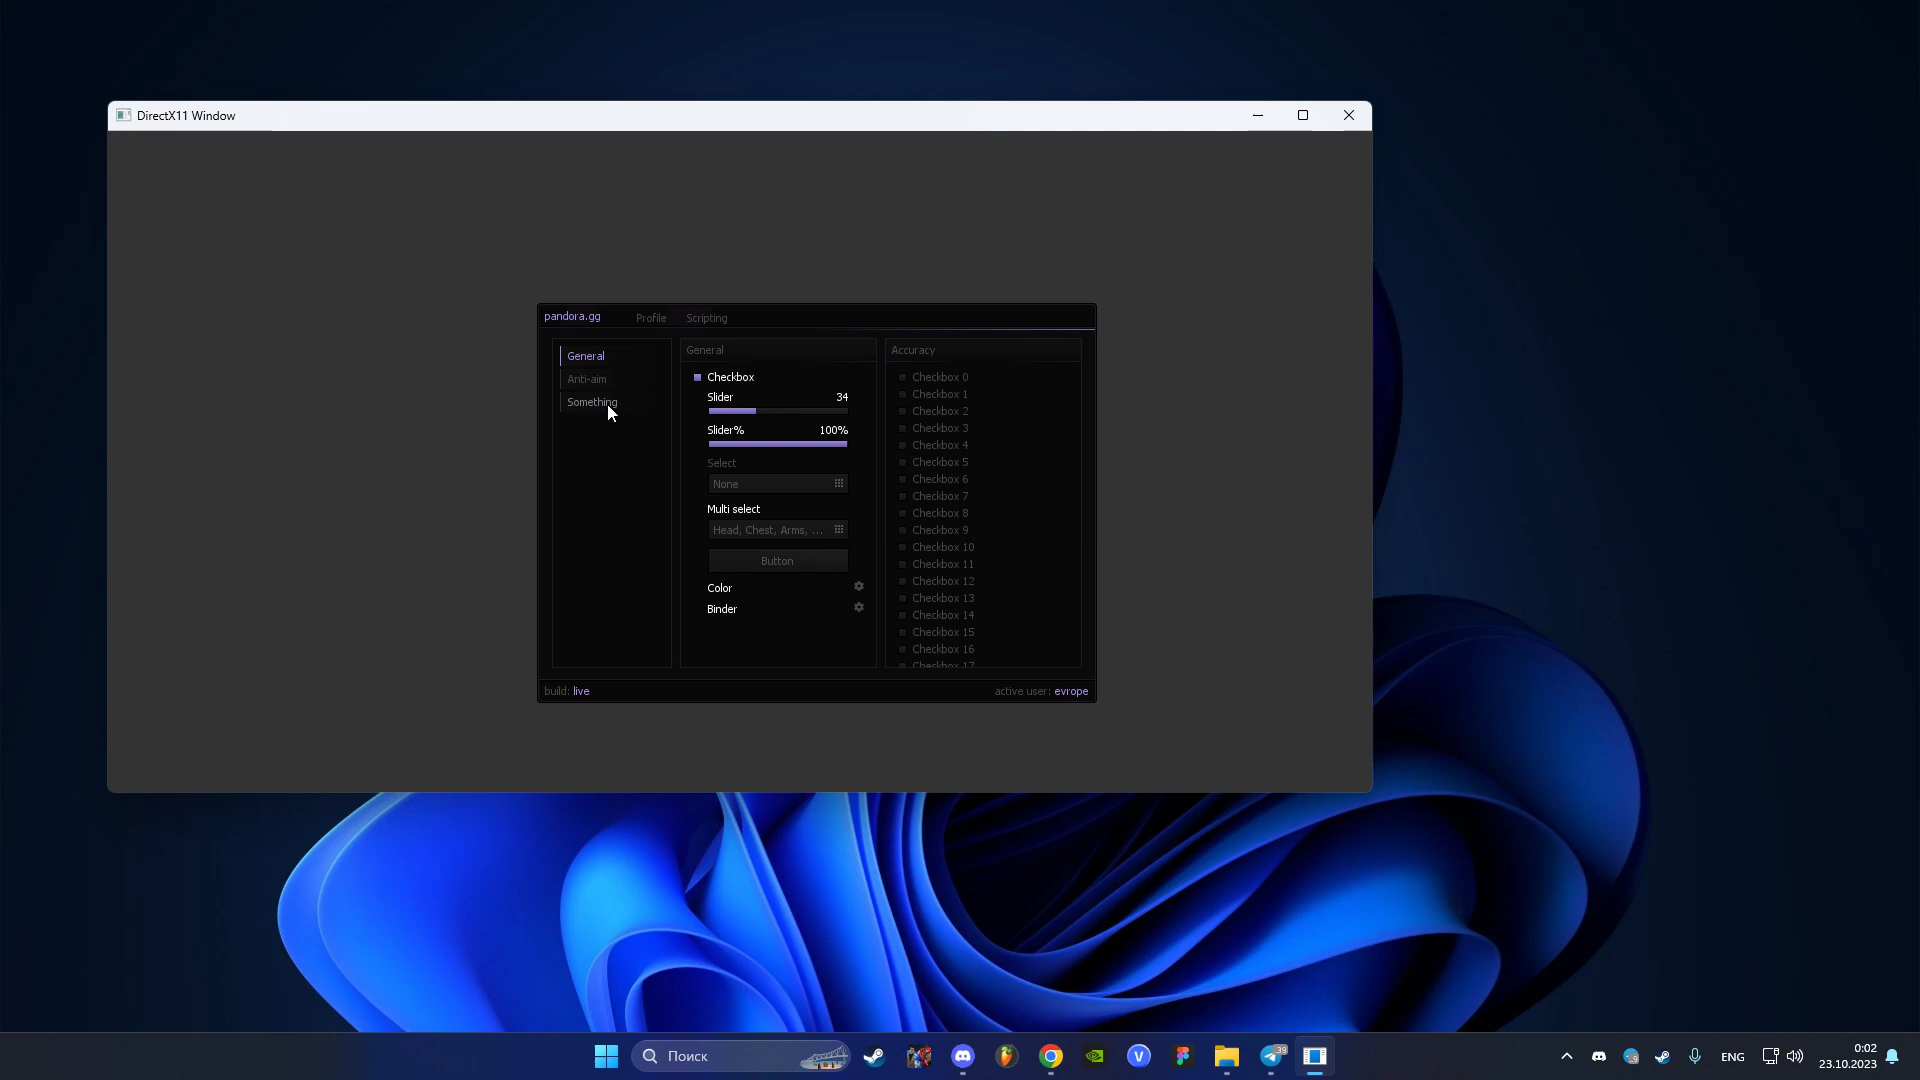 DirectX11 Window
pandora.gg Profile Scripting
General
Anti-aim
Something
General
Checkbox
Slider 34
Slider% 100%
Select
None
Multi select
Head, Chest, Arms, ...
Button
Color
Binder
Accuracy
Checkbox 0
Checkbox 1
Checkbox 2
Checkbox 3
Checkbox 4
Checkbox 5
Checkbox 6
Checkbox 7
Checkbox 8
Checkbox 9
Checkbox 10
Checkbox 11
Checkbox 12
Checkbox 13
Checkbox 14
Checkbox 15
Checkbox 16
Checkbox 17
build: live active user: evrope
Поиск
V
39
ENG
0:02
23.10.2023